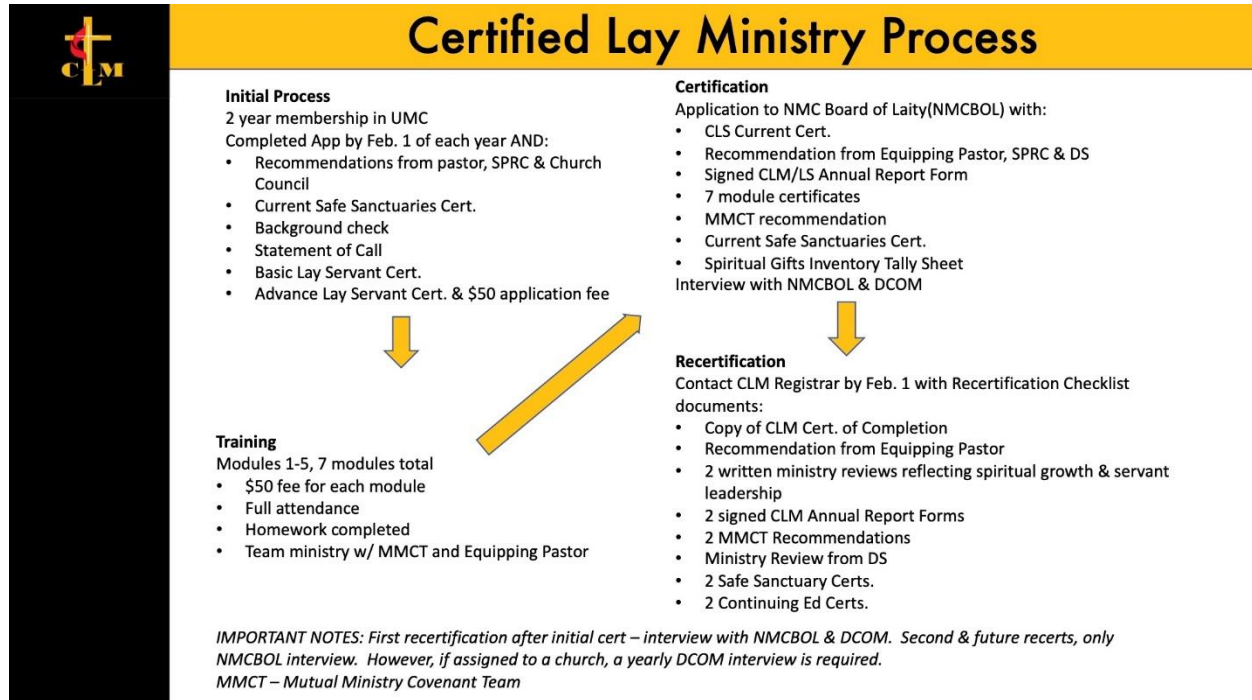 CLM
Certified Lay Ministry Process
Initial Process
2 year membership in UMC
Completed App by Feb. 1 of each year AND:
• Recommendations from pastor, SPRC & Church
Council
• Current Safe Sanctuaries Cert.
• Background check
• Statement of Call
• Basic Lay Servant Cert.
• Advance Lay Servant Cert. & $50 application fee
Training
Modules 1-5, 7 modules total
• $50 fee for each module
• Full attendance
• Homework completed
• Team ministry w/ MMCT and Equipping Pastor
Certification
Application to NMC Board of Laity(NMCBOL) with:
• CLS Current Cert.
• Recommendation from Equipping Pastor, SPRC & DS
• Signed CLM/LS Annual Report Form
• 7 module certificates
• MMCT recommendation
• Current Safe Sanctuaries Cert.
• Spiritual Gifts Inventory Tally Sheet
Interview with NMCBOL & DCOM
Recertification
Contact CLM Registrar by Feb. 1 with Recertification Checklist
documents:
• Copy of CLM Cert. of Completion
• Recommendation from Equipping Pastor
• 2 written ministry reviews reflecting spiritual growth & servant
leadership
• 2 signed CLM Annual Report Forms
• 2 MMCT Recommendations
• Ministry Review from DS
• 2 Safe Sanctuary Certs.
• 2 Continuing Ed Certs.
IMPORTANT NOTES: First recertification after initial cert – interview with NMCBOL & DCOM. Second & future recerts, only
NMCBOL interview. However, if assigned to a church, a yearly DCOM interview is required.
MMCT – Mutual Ministry Covenant Team